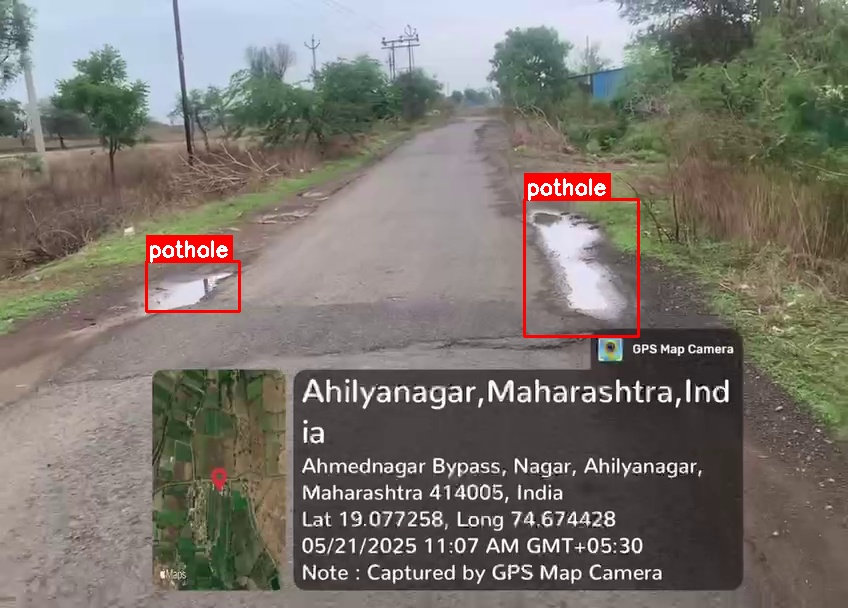 pothole
pothole
GPS Map Camera
Ahilyanagar,Maharashtra,Ind
ia
Ahmednagar Bypass, Nagar, Ahilyanagar,
Maharashtra 414005, India
Lat 19.077258, Long 74.674428
05/21/2025 11:07 AM GMT+05:30
Note : Captured by GPS Map Camera
Maps